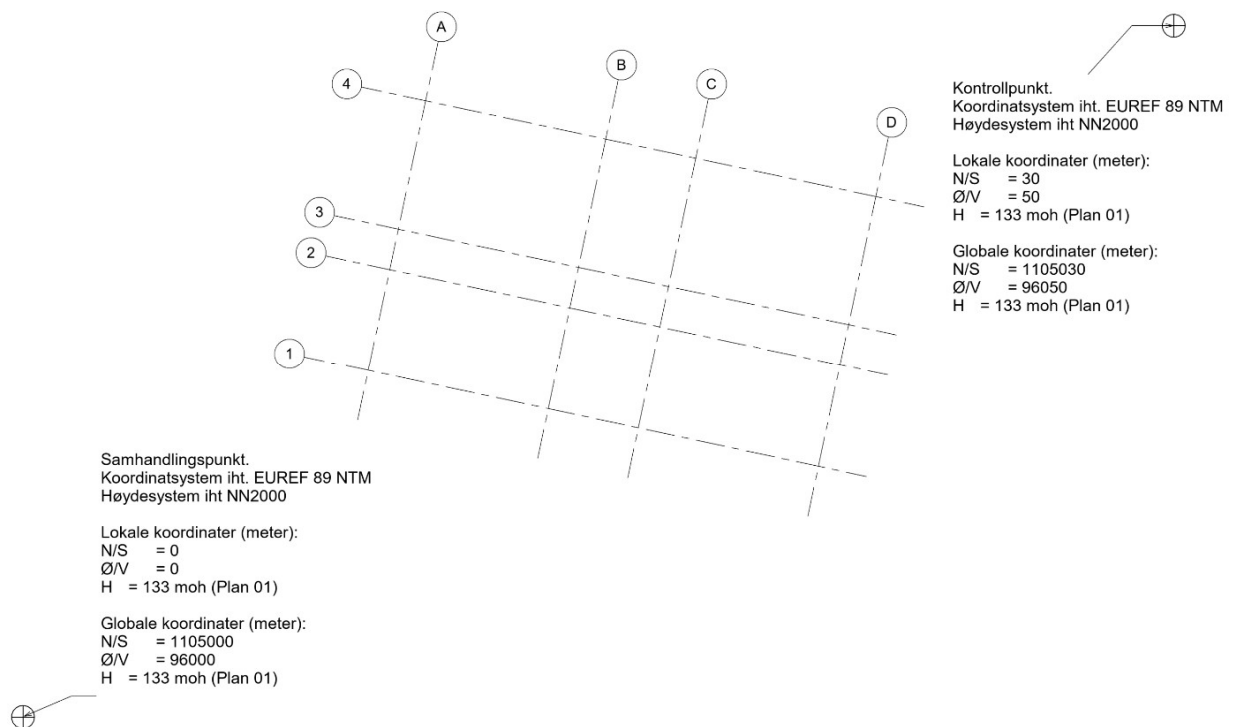 A
B
C
D
4
3
2
1
Kontrollpunkt.
Koordinatsystem iht. EUREF 89 NTM
Høydesystem iht NN2000
Lokale koordinater (meter):
N/S = 30
Ø/V = 50
H = 133 moh (Plan 01)
Globale koordinater (meter):
N/S = 1105030
Ø/V = 96050
H = 133 moh (Plan 01)
Samhandlingspunkt.
Koordinatsystem iht. EUREF 89 NTM
Høydesystem iht NN2000
Lokale koordinater (meter):
N/S = 0
Ø/V = 0
H = 133 moh (Plan 01)
Globale koordinater (meter):
N/S = 1105000
Ø/V = 96000
H = 133 moh (Plan 01)